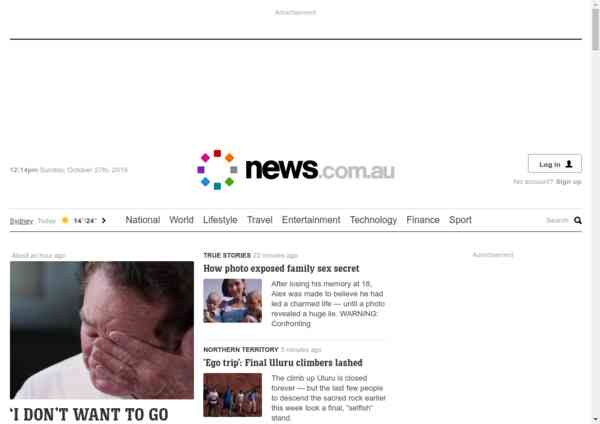 Advertisement
12:14pm Sunday, October 27th, 2019
news.com.au
Log in
No account? Sign up
Sydney Today 14°/24° >
National World Lifestyle Travel Entertainment Technology Finance Sport
Search
About an hour ago
'I DON'T WANT TO GO
TRUE STORIES 22 minutes ago
How photo exposed family sex secret
After losing his memory at 18,
Alex was made to believe he had
led a charmed life — until a photo
revealed a huge lie. WARNING:
Confronting
NORTHERN TERRITORY 5 minutes ago
'Ego trip': Final Uluru climbers lashed
The climb up Uluru is closed
forever — but the last few people
to descend the sacred rock earlier
this week look a final, "selfish"
stand.
Advertisement